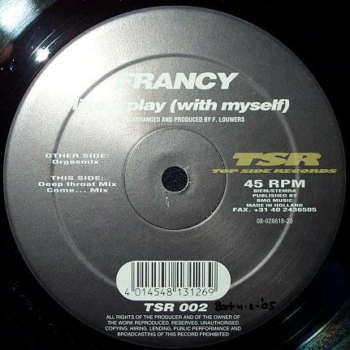 FRANCY
play (with myself)
ARRANGED AND PRODUCED BY F. LOUWERS
OTHER SIDE:
Orgasmix
THIS SIDE:
Deep throat Mix
Come... Mix
TSR
TOP SIDE RECORDS
45 RPM
BIEM/STEMRA
PUBLISHED BY
BMG MUSIC
MADE IN HOLLAND
FAX. +31 40 2436505
08-028618-20
4 014548 131269
TSR 002
ALL RIGHTS OF THE PRODUCER AND OF THE OWNER OF
THE WORK REPRODUCED, RESERVED. UNAUTHORISED
COPYING, HIRING, LENDING, PUBLIC PERFORMANCE AND
BROADCASTING OF THIS RECORD PROHIBITED